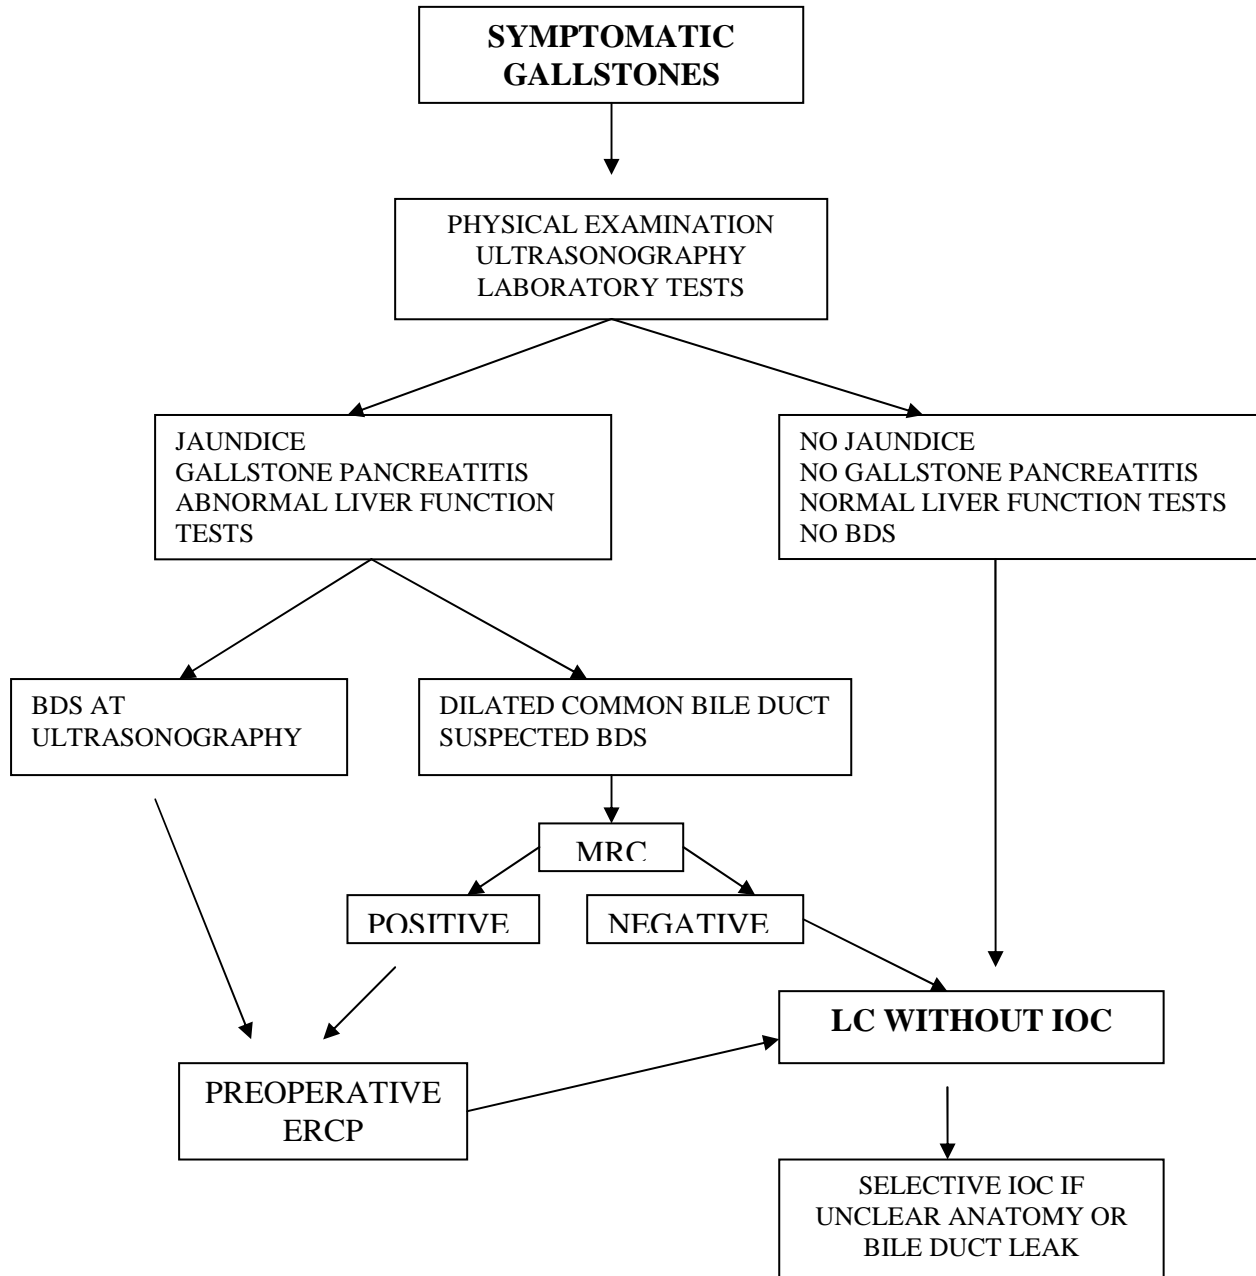 SYMPTOMATIC
GALLSTONES
PHYSICAL EXAMINATION
ULTRASONOGRAPHY
LABORATORY TESTS
JAUNDICE
GALLSTONE PANCREATITIS
ABNORMAL LIVER FUNCTION
TESTS
NO JAUNDICE
NO GALLSTONE PANCREATITIS
NORMAL LIVER FUNCTION TESTS
NO BDS
BDS AT
ULTRASONOGRAPHY
DILATED COMMON BILE DUCT
SUSPECTED BDS
MRC
POSITIVE
NEGATIVE
LC WITHOUT IOC
PREOPERATIVE
ERCP
SELECTIVE IOC IF
UNCLEAR ANATOMY OR
BILE DUCT LEAK